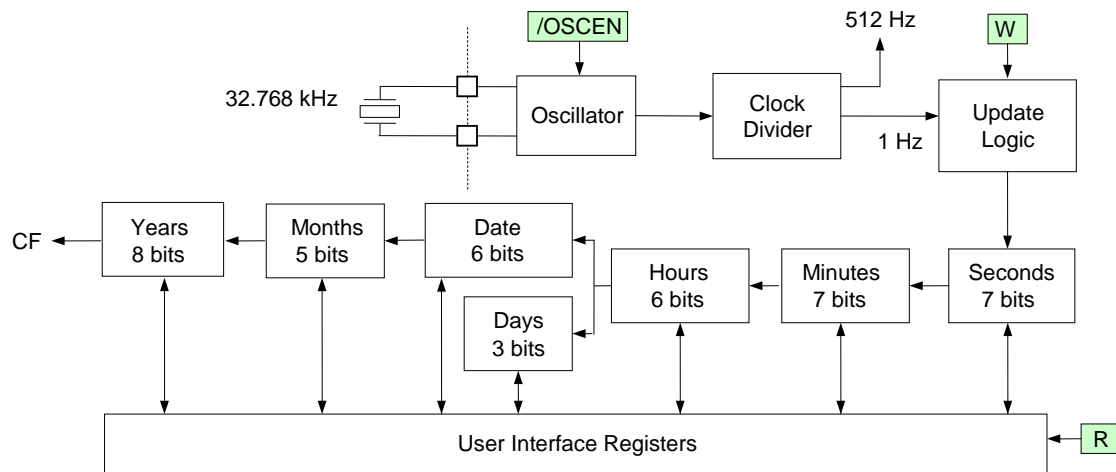 /OSCEN
512 Hz
W
32.768 kHz
Oscillator
Clock
Divider
1 Hz
Update
Logic
CF
Years
8 bits
Months
5 bits
Date
6 bits
Days
3 bits
Hours
6 bits
Minutes
7 bits
Seconds
7 bits
User Interface Registers
R